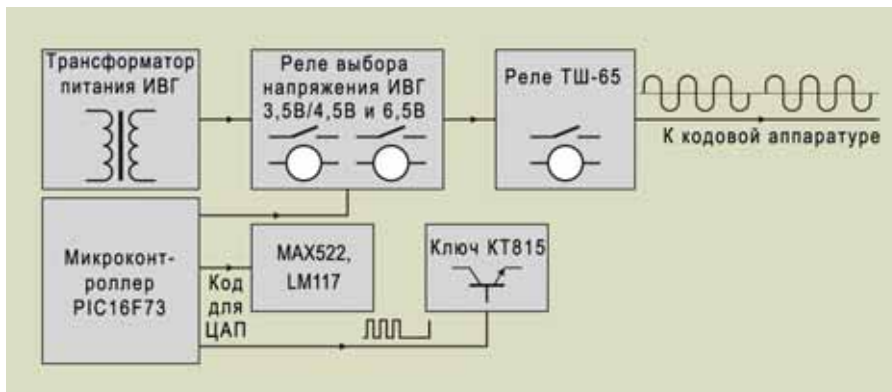 Трансформатор
питания ИВГ
Реле выбора
напряжения ИВГ
3,5В/4,5В и 6,5В
Реле ТШ-65
К кодовой аппаратуре
Микроконт-
роллер
PIC16F73
Код
для
ЦАП
MAX522,
LM117
Ключ КТ815